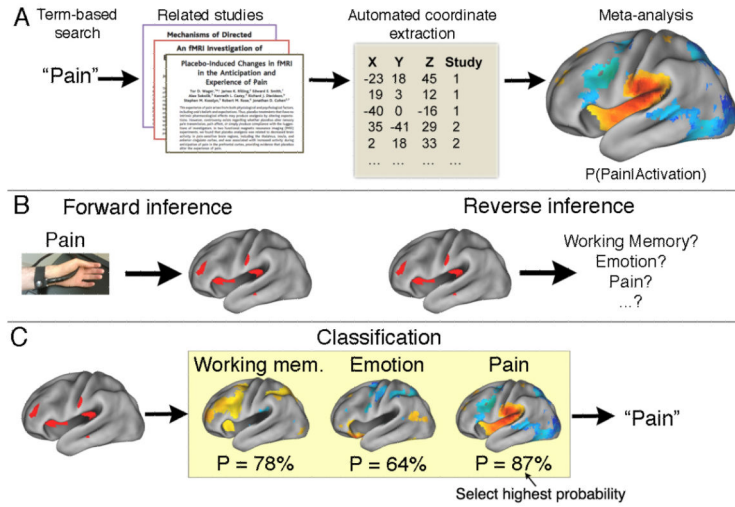 A
Term-based
search
Related studies
Automated coordinate
extraction
Meta-analysis
“Pain”
Mechanisms of Directed
An fMRI Investigation of
Placebo-Induced Changes in fMRI
in the Anticipation and
Experience of Pain
X Y Z Study
-23 18 45 1
19 3 12 1
-40 0 -16 1
35 -41 29 2
2 18 33 2
... ... ... ...
P(Pain|Activation)
B
Forward inference
Reverse inference
Pain
Working Memory?
Emotion?
Pain?
...?
C
Classification
Working mem.
Emotion
Pain
“Pain”
P = 78%
P = 64%
P = 87%
Select highest probability